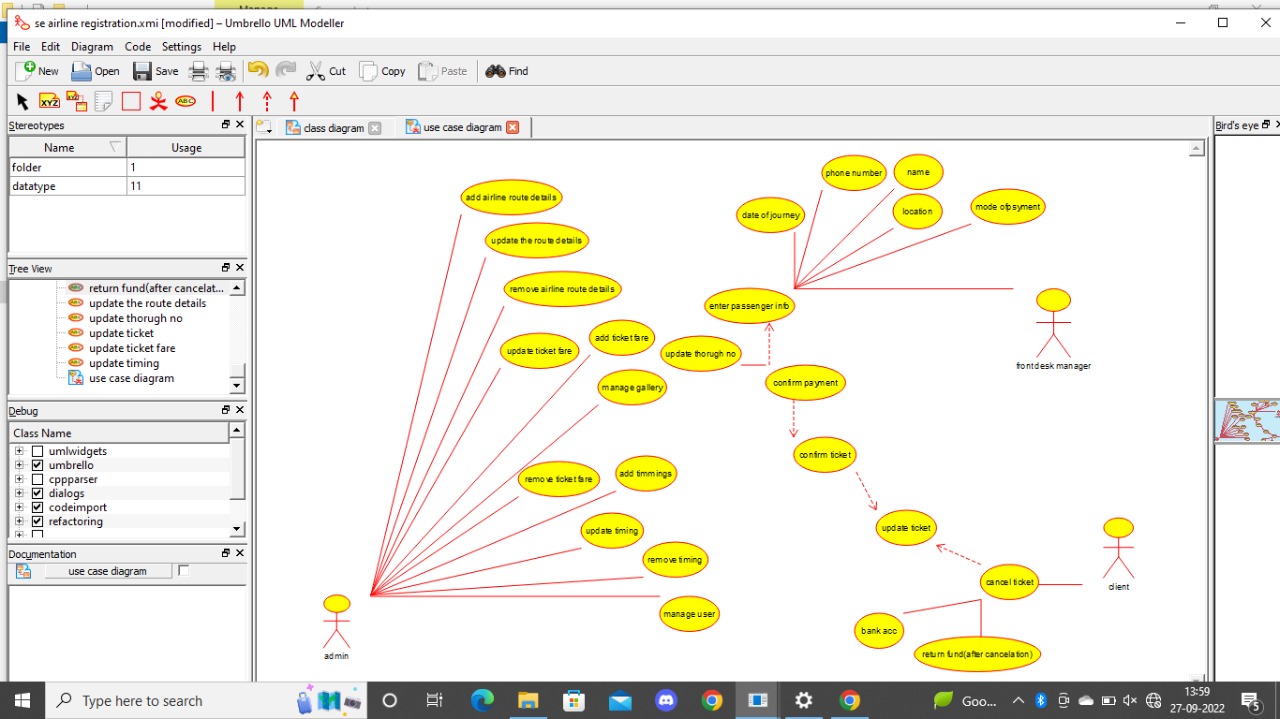 Manage
se airline registration.xmi [modified] – Umbrello UML Modeller
File Edit Diagram Code Settings Help
New Open Save Cut Copy Paste Find
XYZ ABC
Stereotypes
Name Usage
folder 1
datatype 11
Tree View
return fund(after cancelat...
update the route details
update thorugh no
update ticket
update ticket fare
update timing
use case diagram
Debug
Class Name
umlwidgets
umbrello
cppparser
dialogs
codeimport
refactoring
Documentation
use case diagram
class diagram
use case diagram
Bird's eye
add airline route details
update the route details
remove airline route details
update ticket fare
add ticket fare
manage gallery
remove ticket fare
add timmings
update timing
remove timing
manage user
admin
phone number
name
date of journey
location
mode ofpsyment
enter passenger info
update thorugh no
confirm payment
confirm ticket
update ticket
cancel ticket
bank acc
return fund(after cancelation)
front desk manager
client
Type here to search
Goo...
13:59
27-09-2022
5